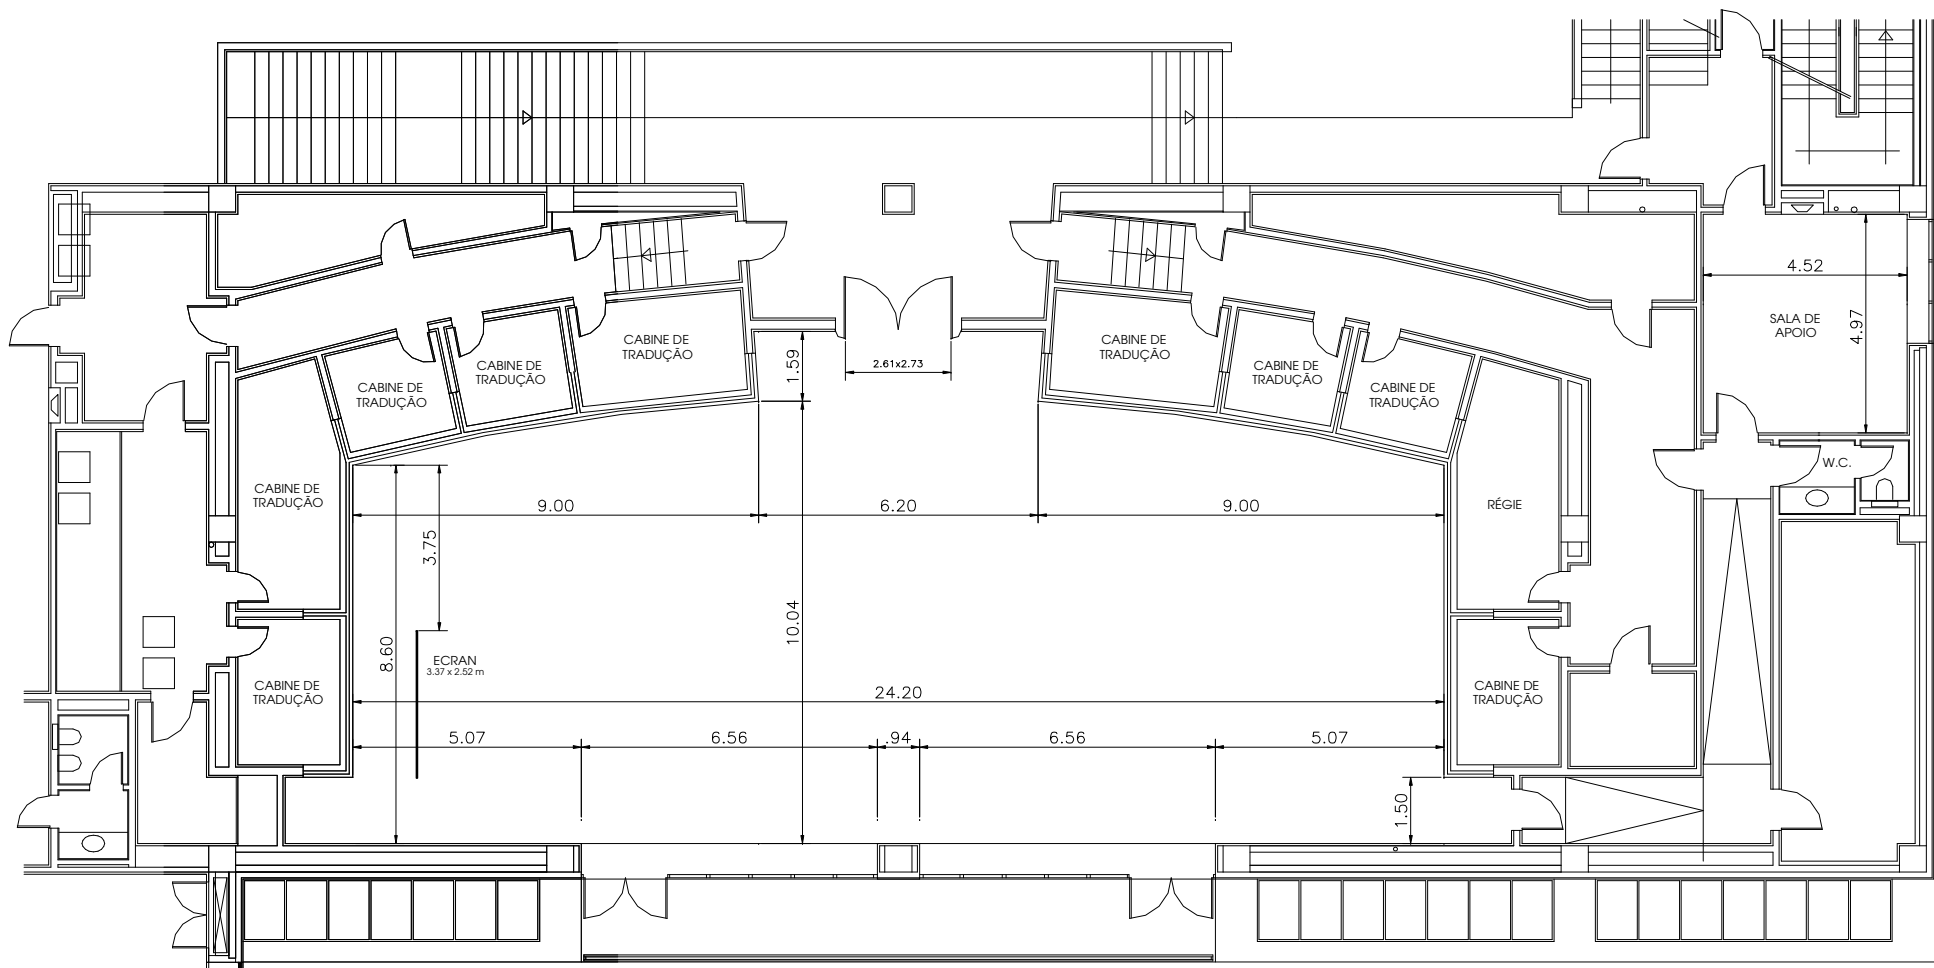 4.52
SALA DE
APOIO
4.97
CABINE DE
TRADUÇÃO
CABINE DE
TRADUÇÃO
CABINE DE
TRADUÇÃO
1.59
2.61x2.73
CABINE DE
TRADUÇÃO
CABINE DE
TRADUÇÃO
CABINE DE
TRADUÇÃO
W.C.
CABINE DE
TRADUÇÃO
9.00
6.20
9.00
RÉGIE
3.75
10.04
8.60
ECRAN
3.37 x 2.52 m
CABINE DE
TRADUÇÃO
24.20
CABINE DE
TRADUÇÃO
5.07
6.56
.94
6.56
5.07
1.50